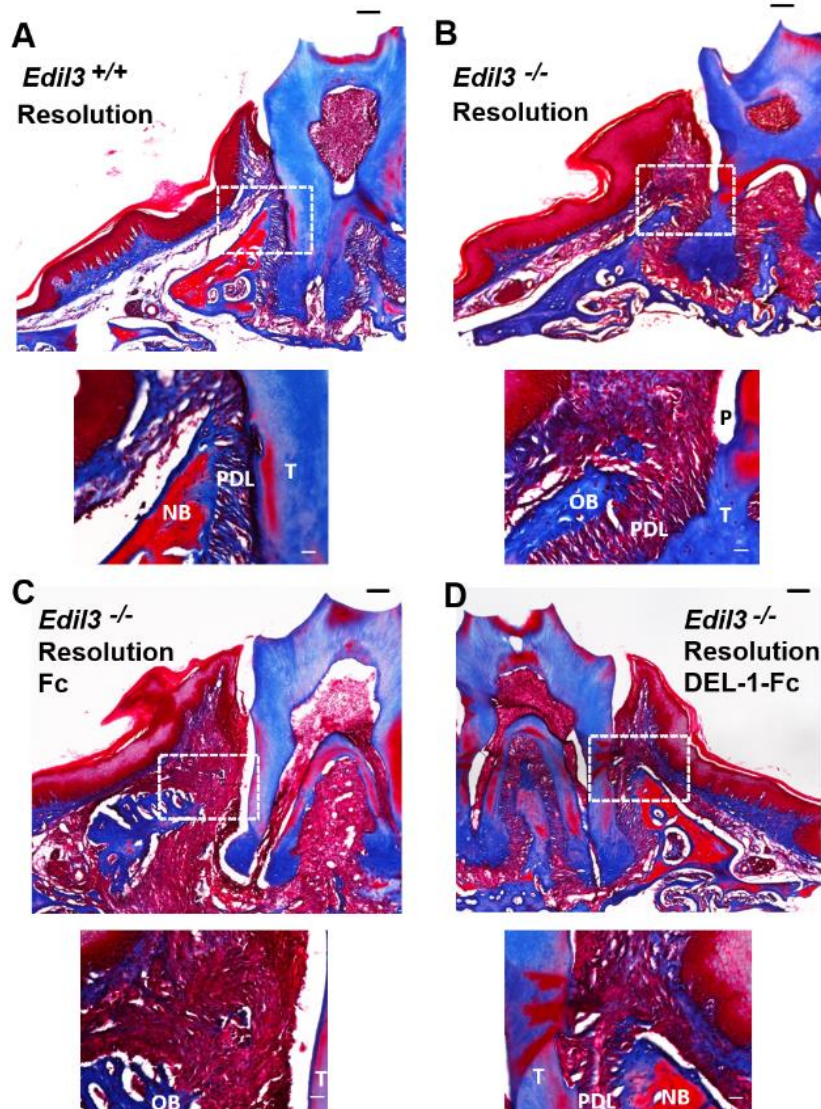 A
Edil3 +/+
Resolution
B
Edil3 -/-
Resolution
NB
PDL
T
P
OB
PDL
T
C
Edil3 -/-
Resolution
Fc
D
Edil3 -/-
Resolution
DEL-1-Fc
OB
T
T
PDL
NB